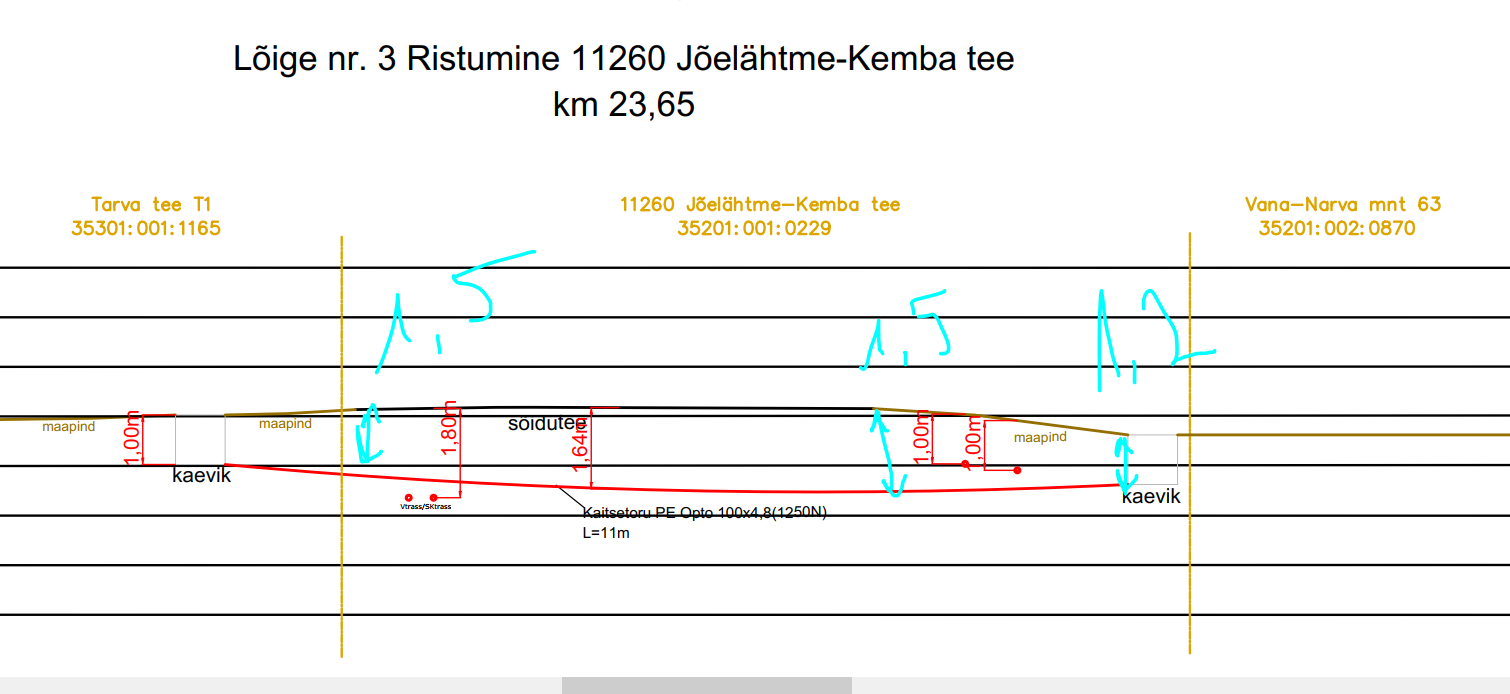 Lõige nr. 3 Ristumine 11260 Jõelähtme-Kemba tee
km 23,65
Tarva tee T1
35301:001:1165
11260 Jõelähtme-Kemba tee
35201:001:0229
Vana-Narva mnt 63
35201:002:0870
1,5
1,5
1,2
maapind
1,00m
kaevik
maapind
1,80m
sõidutee
1,64m
1,00m
1,00m
maapind
kaevik
Vtrass/SKtrass
Kaitsetoru PE Opto 100x4,8(1250N)
L=11m